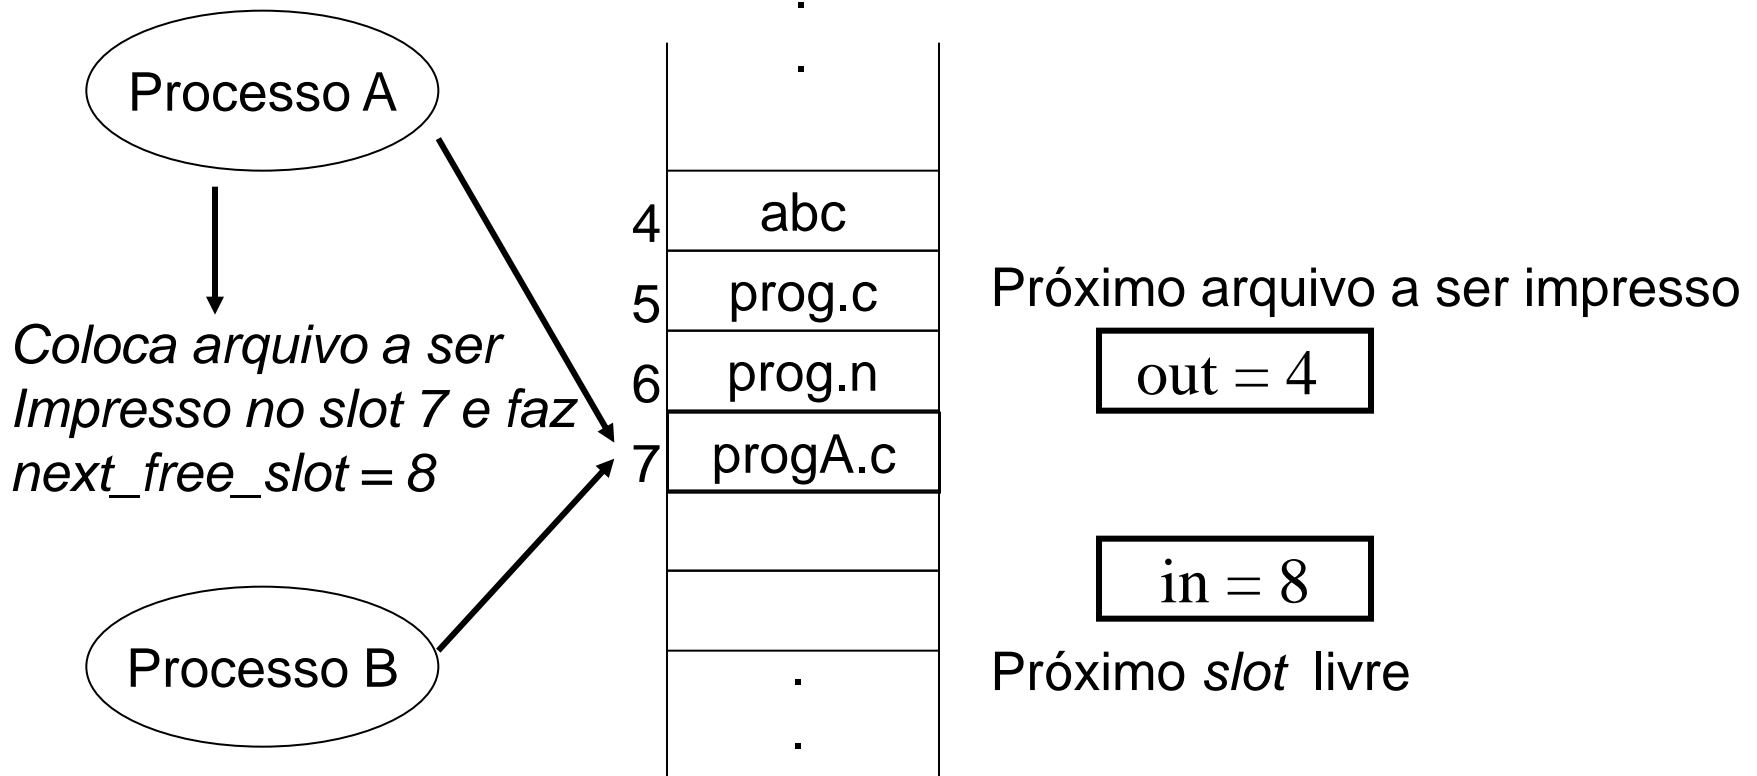 Processo A
Coloca arquivo a ser
Impresso no slot 7 e faz
next_free_slot = 8
Processo B
4 abc
5 prog.c
6 prog.n
7 progA.c
Próximo arquivo a ser impresso
out = 4
in = 8
Próximo slot livre